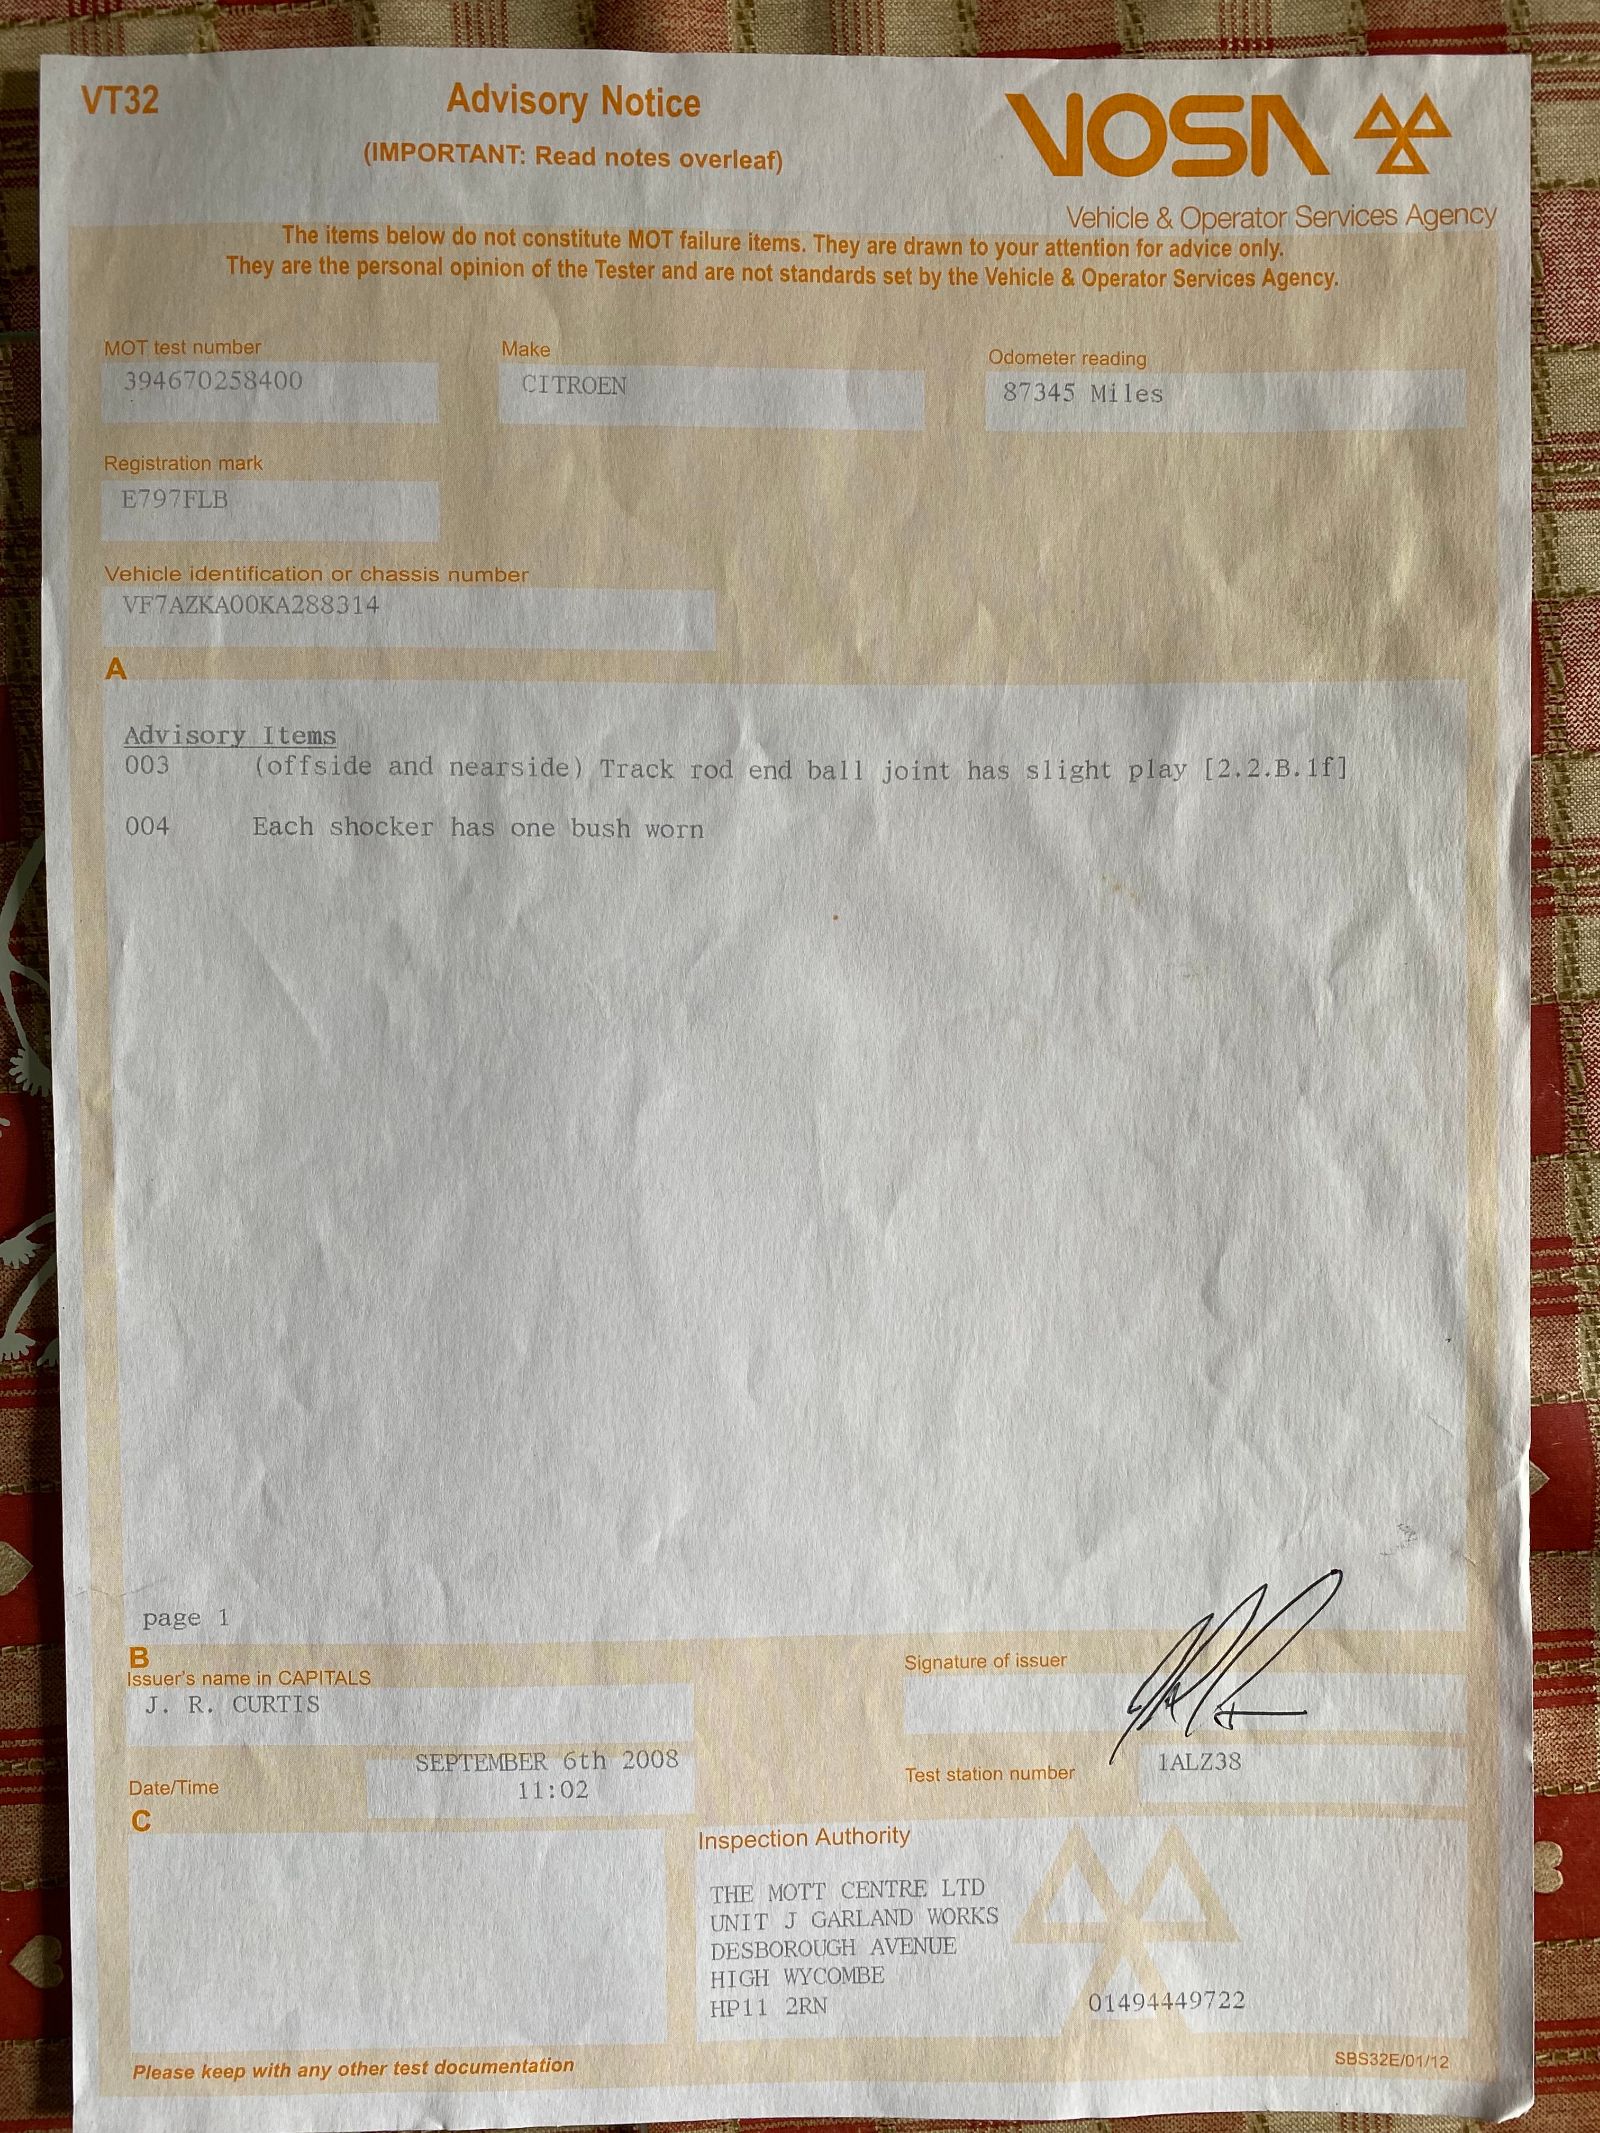 VT32
Advisory Notice
(IMPORTANT: Read notes overleaf)
VOSA
Vehicle & Operator Services Agency
The items below do not constitute MOT failure items. They are drawn to your attention for advice only.
They are the personal opinion of the Tester and are not standards set by the Vehicle & Operator Services Agency.
MOT test number
394670258400
Make
CITROEN
Odometer reading
87345 Miles
Registration mark
E797FLB
Vehicle identification or chassis number
VF7AZKA00KA288314
A
Advisory Items
003 (offside and nearside) Track rod end ball joint has slight play [2.2.B.1f]
004 Each shocker has one bush worn
page 1
B
Issuer's name in CAPITALS
J. R. CURTIS
Signature of issuer
Date/Time
SEPTEMBER 6th 2008
11:02
Test station number
1ALZ38
C
Inspection Authority
THE MOTT CENTRE LTD
UNIT J GARLAND WORKS
DESBOROUGH AVENUE
HIGH WYCOMBE
HP11 2RN
01494449722
Please keep with any other test documentation
SBS32E/01/12